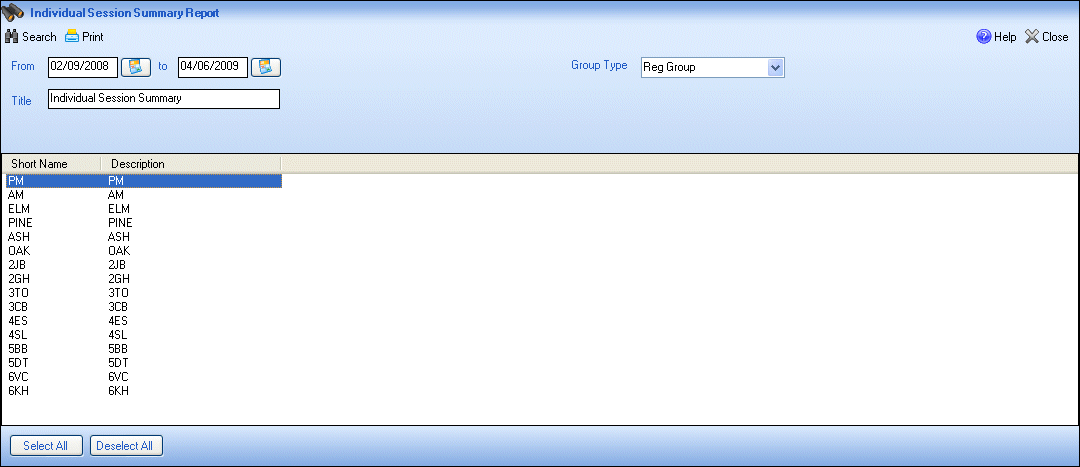 Individual Session Summary Report
Search Print Help Close
From 02/09/2008 to 04/06/2009 Group Type Reg Group
Title Individual Session Summary
Short Name Description
PM PM
AM AM
ELM ELM
PINE PINE
ASH ASH
OAK OAK
2JB 2JB
2GH 2GH
3TO 3TO
3CB 3CB
4ES 4ES
4SL 4SL
5BB 5BB
5DT 5DT
6VC 6VC
6KH 6KH
Select All Deselect All